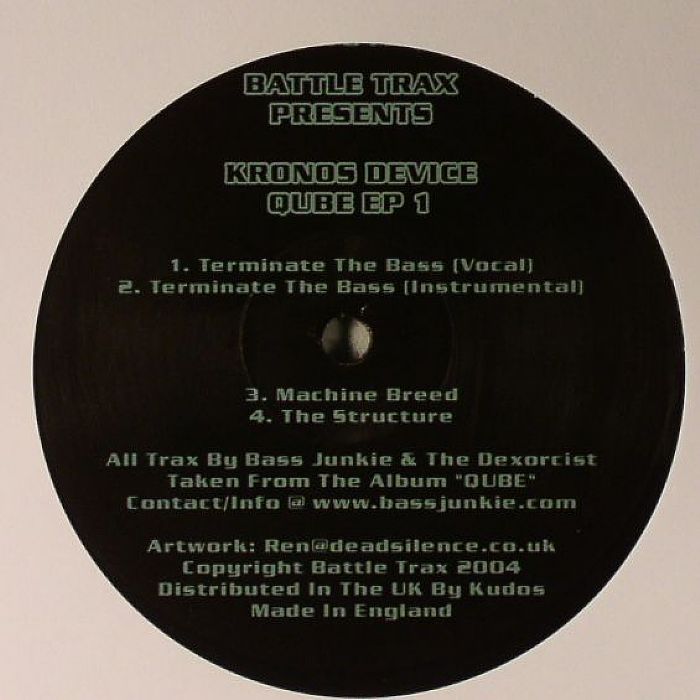 BATTLE TRAX
PRESENTS
KRONOS DEVICE
QUBE EP 1
1. Terminate The Bass (Vocal)
2. Terminate The Bass (Instrumental)
3. Machine Breed
4. The Structure
All Trax By Bass Junkie & The Dexorcist
Taken From The Album "QUBE"
Contact/Info @ www.bassjunkie.com
Artwork: Ren@deadsilence.co.uk
Copyright Battle Trax 2004
Distributed In The UK By Kudos
Made In England